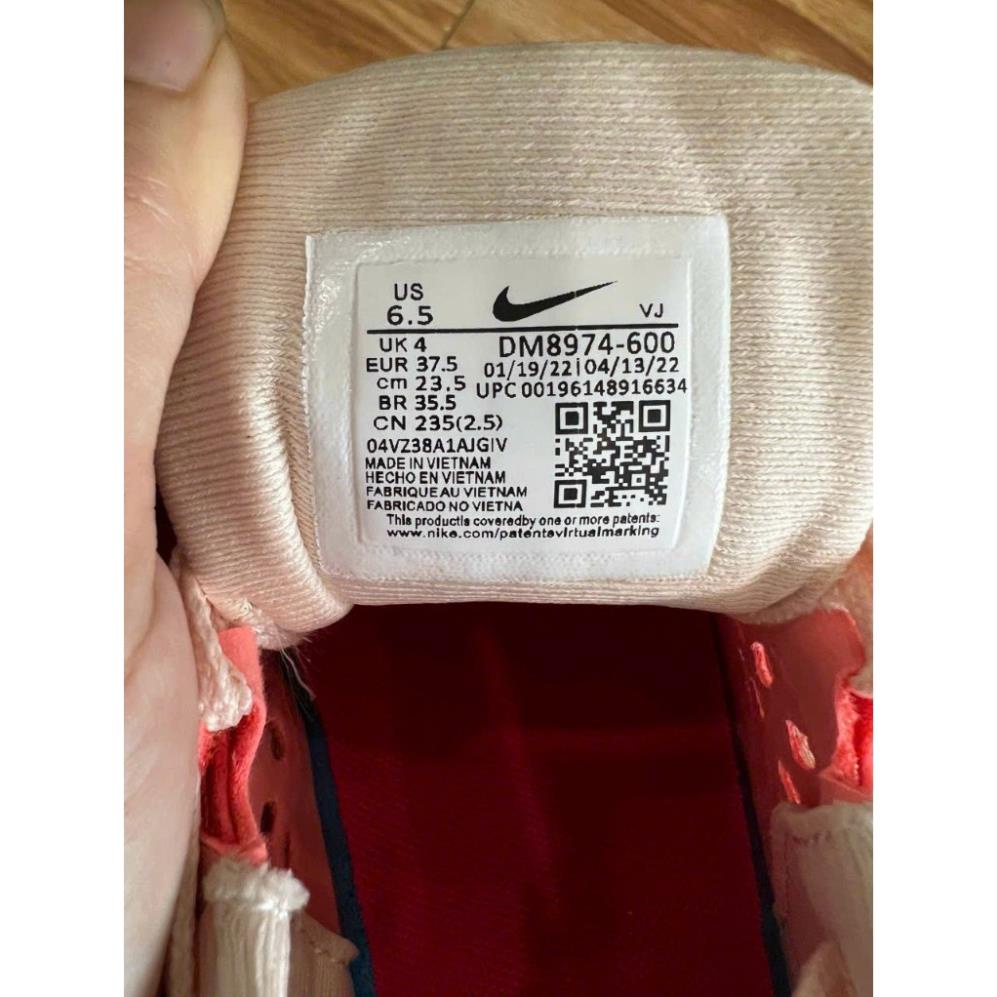 US
6.5
VJ
UK 4
DM8974-600
EUR 37.5
01/19/22|04/13/22
cm 23.5
UPC 00196148916634
BR 35.5
CN 235(2.5)
04VZ38A1AJGIV
MADE IN VIETNAM
HECHO EN VIETNAM
FABRIQUE AU VIETNAM
FABRICADO NO VIETNA
This productls coveredby one or more patents:
www.nike.com/patentsvirtualmarking